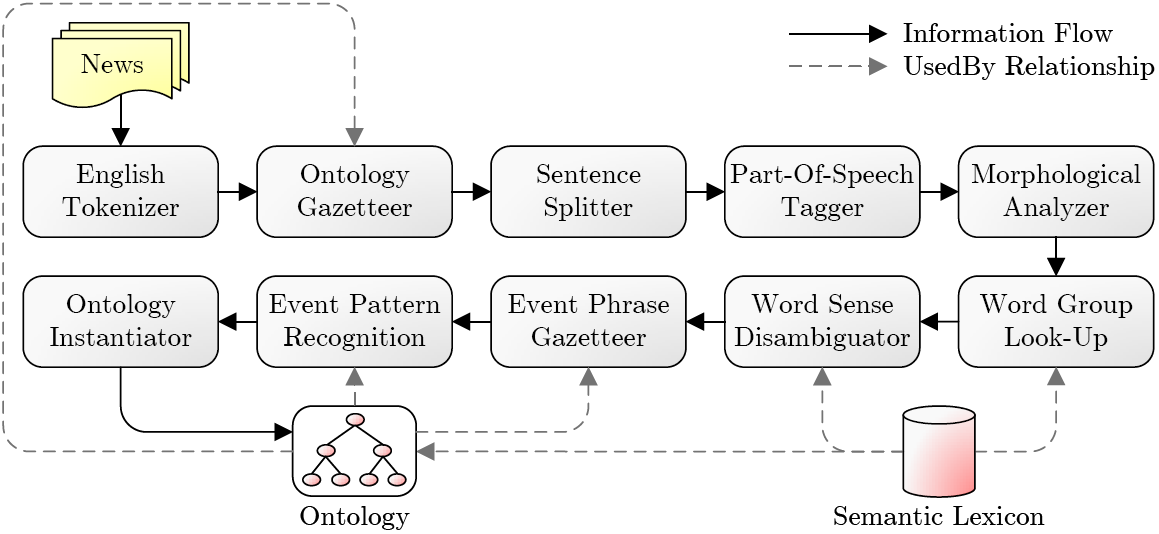 Information Flow
UsedBy Relationship
News
English
Tokenizer
Ontology
Gazetteer
Sentence
Splitter
Part-Of-Speech
Tagger
Morphological
Analyzer
Ontology
Instantiator
Event Pattern
Recognition
Event Phrase
Gazetteer
Word Sense
Disambiguator
Word Group
Look-Up
Ontology
Semantic Lexicon